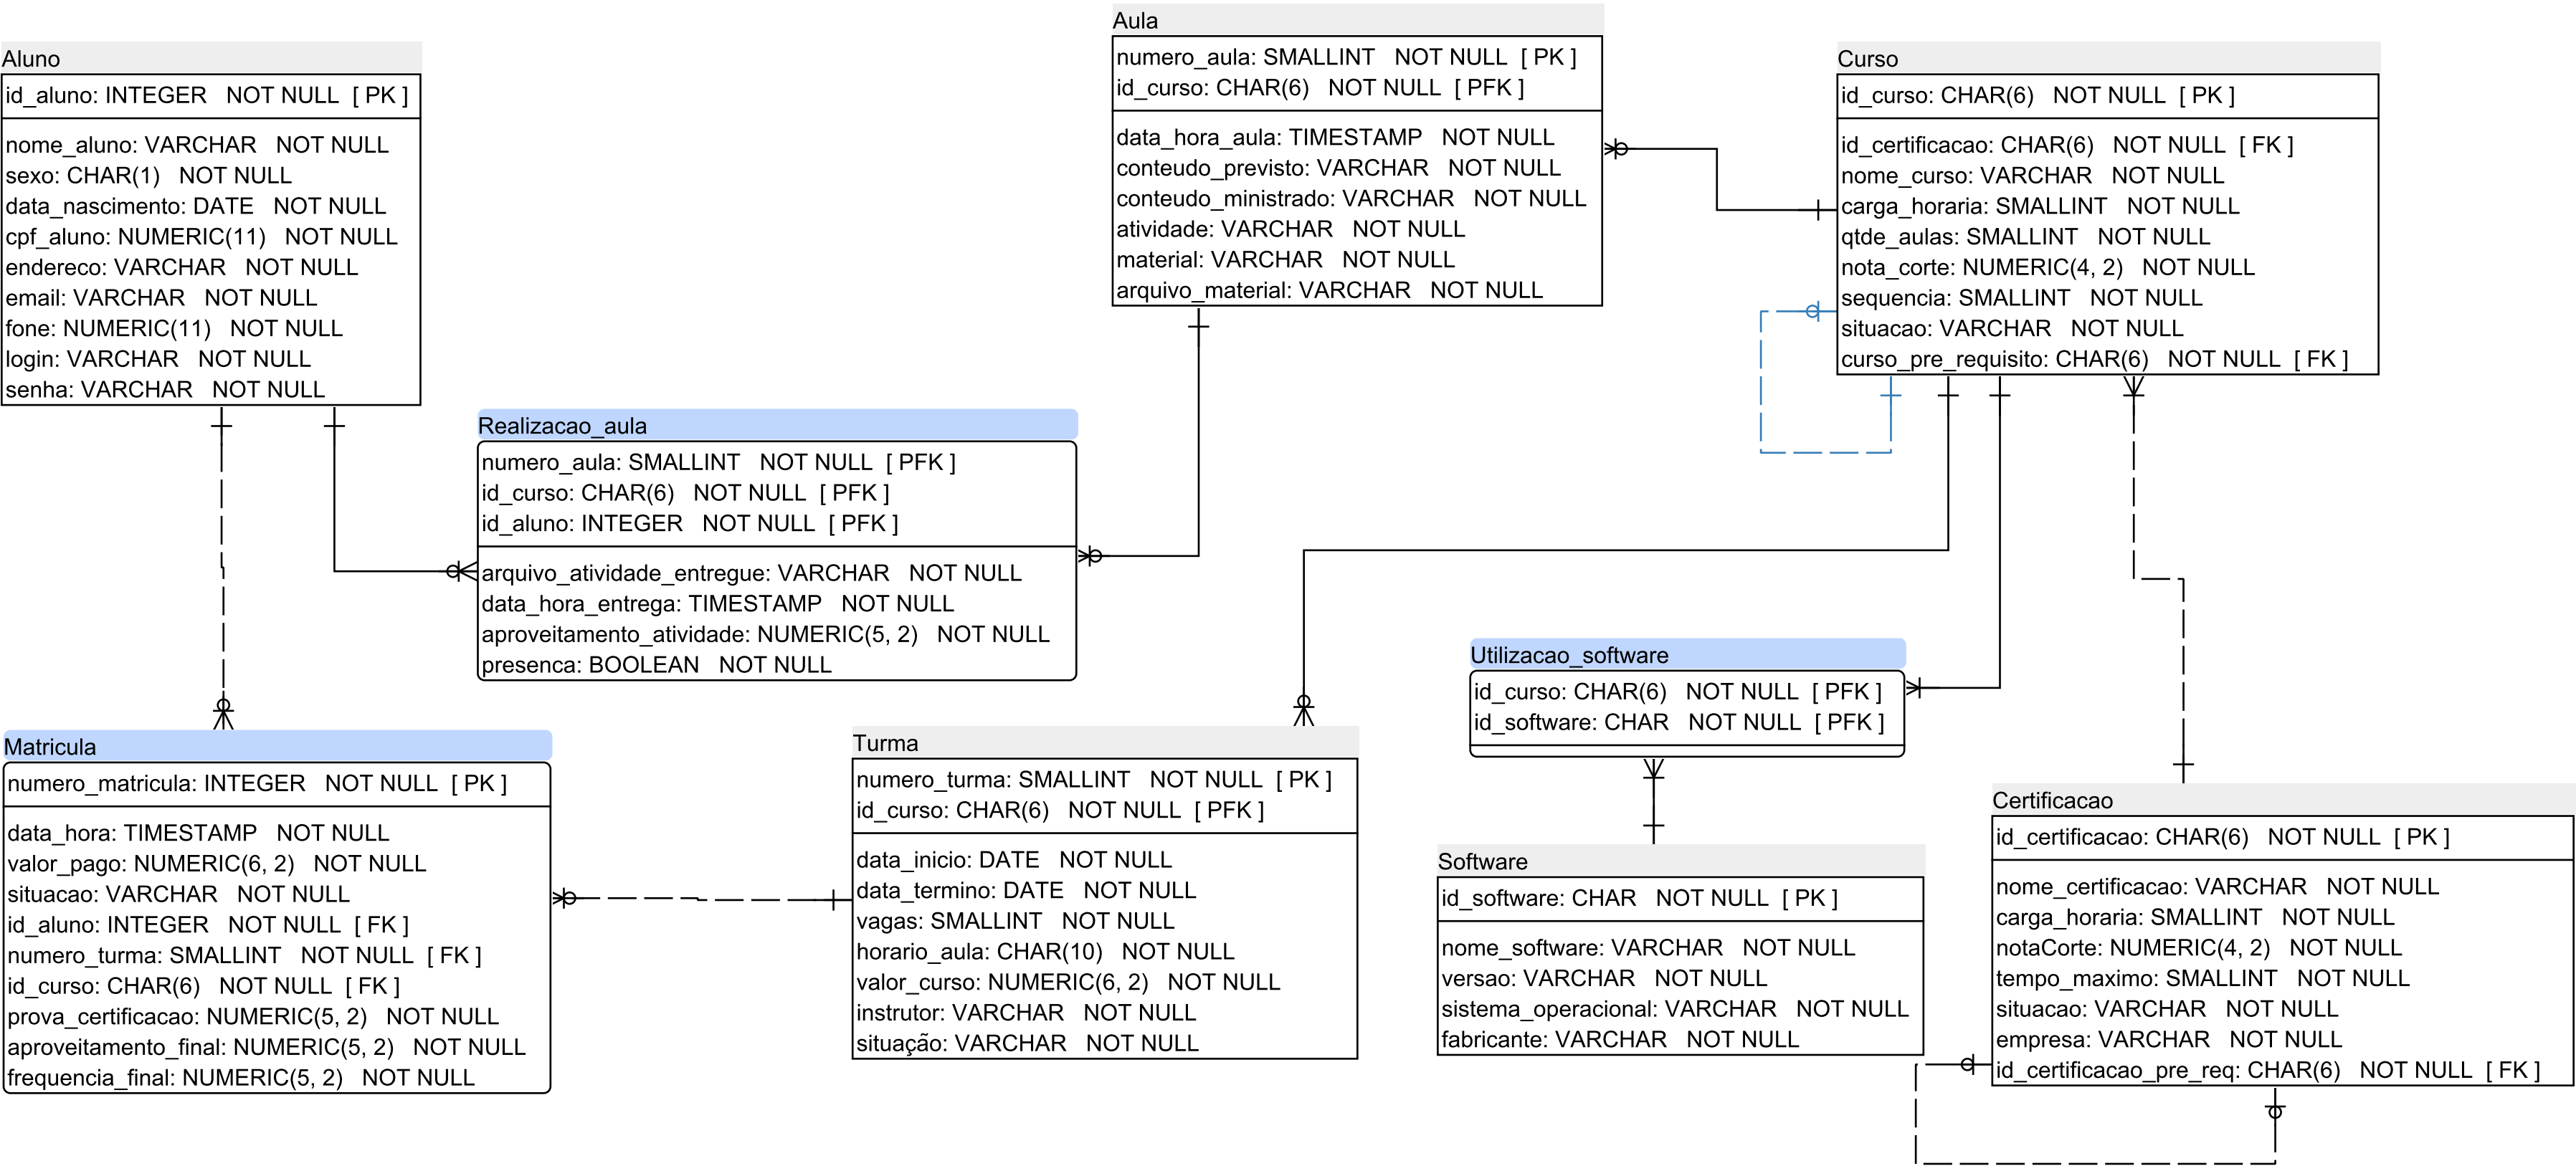 Aluno
id_aluno: INTEGER NOT NULL [ PK ]
nome_aluno: VARCHAR NOT NULL
sexo: CHAR(1) NOT NULL
data_nascimento: DATE NOT NULL
cpf_aluno: NUMERIC(11) NOT NULL
endereco: VARCHAR NOT NULL
email: VARCHAR NOT NULL
fone: NUMERIC(11) NOT NULL
login: VARCHAR NOT NULL
senha: VARCHAR NOT NULL
Aula
numero_aula: SMALLINT NOT NULL [ PK ]
id_curso: CHAR(6) NOT NULL [ PFK ]
data_hora_aula: TIMESTAMP NOT NULL
conteudo_previsto: VARCHAR NOT NULL
conteudo_ministrado: VARCHAR NOT NULL
atividade: VARCHAR NOT NULL
material: VARCHAR NOT NULL
arquivo_material: VARCHAR NOT NULL
Curso
id_curso: CHAR(6) NOT NULL [ PK ]
id_certificacao: CHAR(6) NOT NULL [ FK ]
nome_curso: VARCHAR NOT NULL
carga_horaria: SMALLINT NOT NULL
qtde_aulas: SMALLINT NOT NULL
nota_corte: NUMERIC(4, 2) NOT NULL
sequencia: SMALLINT NOT NULL
situacao: VARCHAR NOT NULL
curso_pre_requisito: CHAR(6) NOT NULL [ FK ]
Realizacao_aula
numero_aula: SMALLINT NOT NULL [ PFK ]
id_curso: CHAR(6) NOT NULL [ PFK ]
id_aluno: INTEGER NOT NULL [ PFK ]
arquivo_atividade_entregue: VARCHAR NOT NULL
data_hora_entrega: TIMESTAMP NOT NULL
aproveitamento_atividade: NUMERIC(5, 2) NOT NULL
presenca: BOOLEAN NOT NULL
Utilizacao_software
id_curso: CHAR(6) NOT NULL [ PFK ]
id_software: CHAR NOT NULL [ PFK ]
Matricula
numero_matricula: INTEGER NOT NULL [ PK ]
data_hora: TIMESTAMP NOT NULL
valor_pago: NUMERIC(6, 2) NOT NULL
situacao: VARCHAR NOT NULL
id_aluno: INTEGER NOT NULL [ FK ]
numero_turma: SMALLINT NOT NULL [ FK ]
id_curso: CHAR(6) NOT NULL [ FK ]
prova_certificacao: NUMERIC(5, 2) NOT NULL
aproveitamento_final: NUMERIC(5, 2) NOT NULL
frequencia_final: NUMERIC(5, 2) NOT NULL
Turma
numero_turma: SMALLINT NOT NULL [ PK ]
id_curso: CHAR(6) NOT NULL [ PFK ]
data_inicio: DATE NOT NULL
data_termino: DATE NOT NULL
vagas: SMALLINT NOT NULL
horario_aula: CHAR(10) NOT NULL
valor_curso: NUMERIC(6, 2) NOT NULL
instrutor: VARCHAR NOT NULL
situação: VARCHAR NOT NULL
Software
id_software: CHAR NOT NULL [ PK ]
nome_software: VARCHAR NOT NULL
versao: VARCHAR NOT NULL
sistema_operacional: VARCHAR NOT NULL
fabricante: VARCHAR NOT NULL
Certificacao
id_certificacao: CHAR(6) NOT NULL [ PK ]
nome_certificacao: VARCHAR NOT NULL
carga_horaria: SMALLINT NOT NULL
notaCorte: NUMERIC(4, 2) NOT NULL
tempo_maximo: SMALLINT NOT NULL
situacao: VARCHAR NOT NULL
empresa: VARCHAR NOT NULL
id_certificacao_pre_req: CHAR(6) NOT NULL [ FK ]